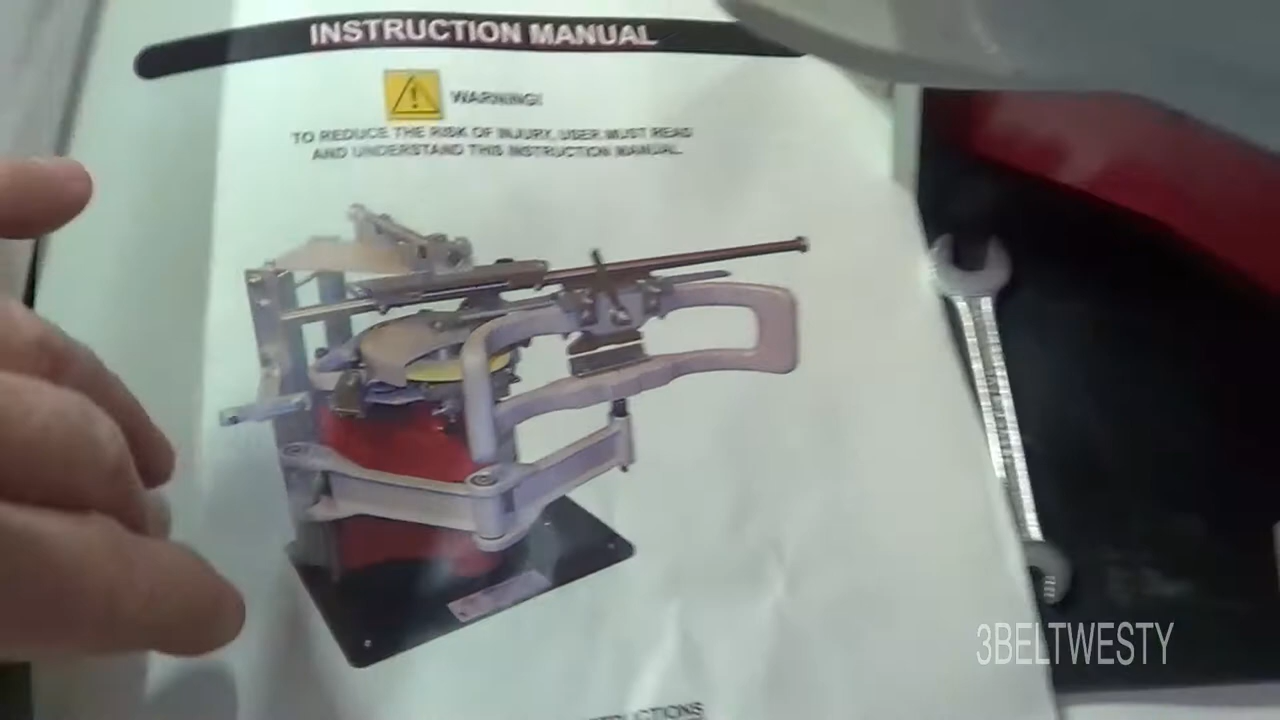 INSTRUCTION MANUAL
WARNING!
TO REDUCE THE RISK OF INJURY, USER MUST READ
AND UNDERSTAND THIS INSTRUCTION MANUAL.
3BELTWESTY